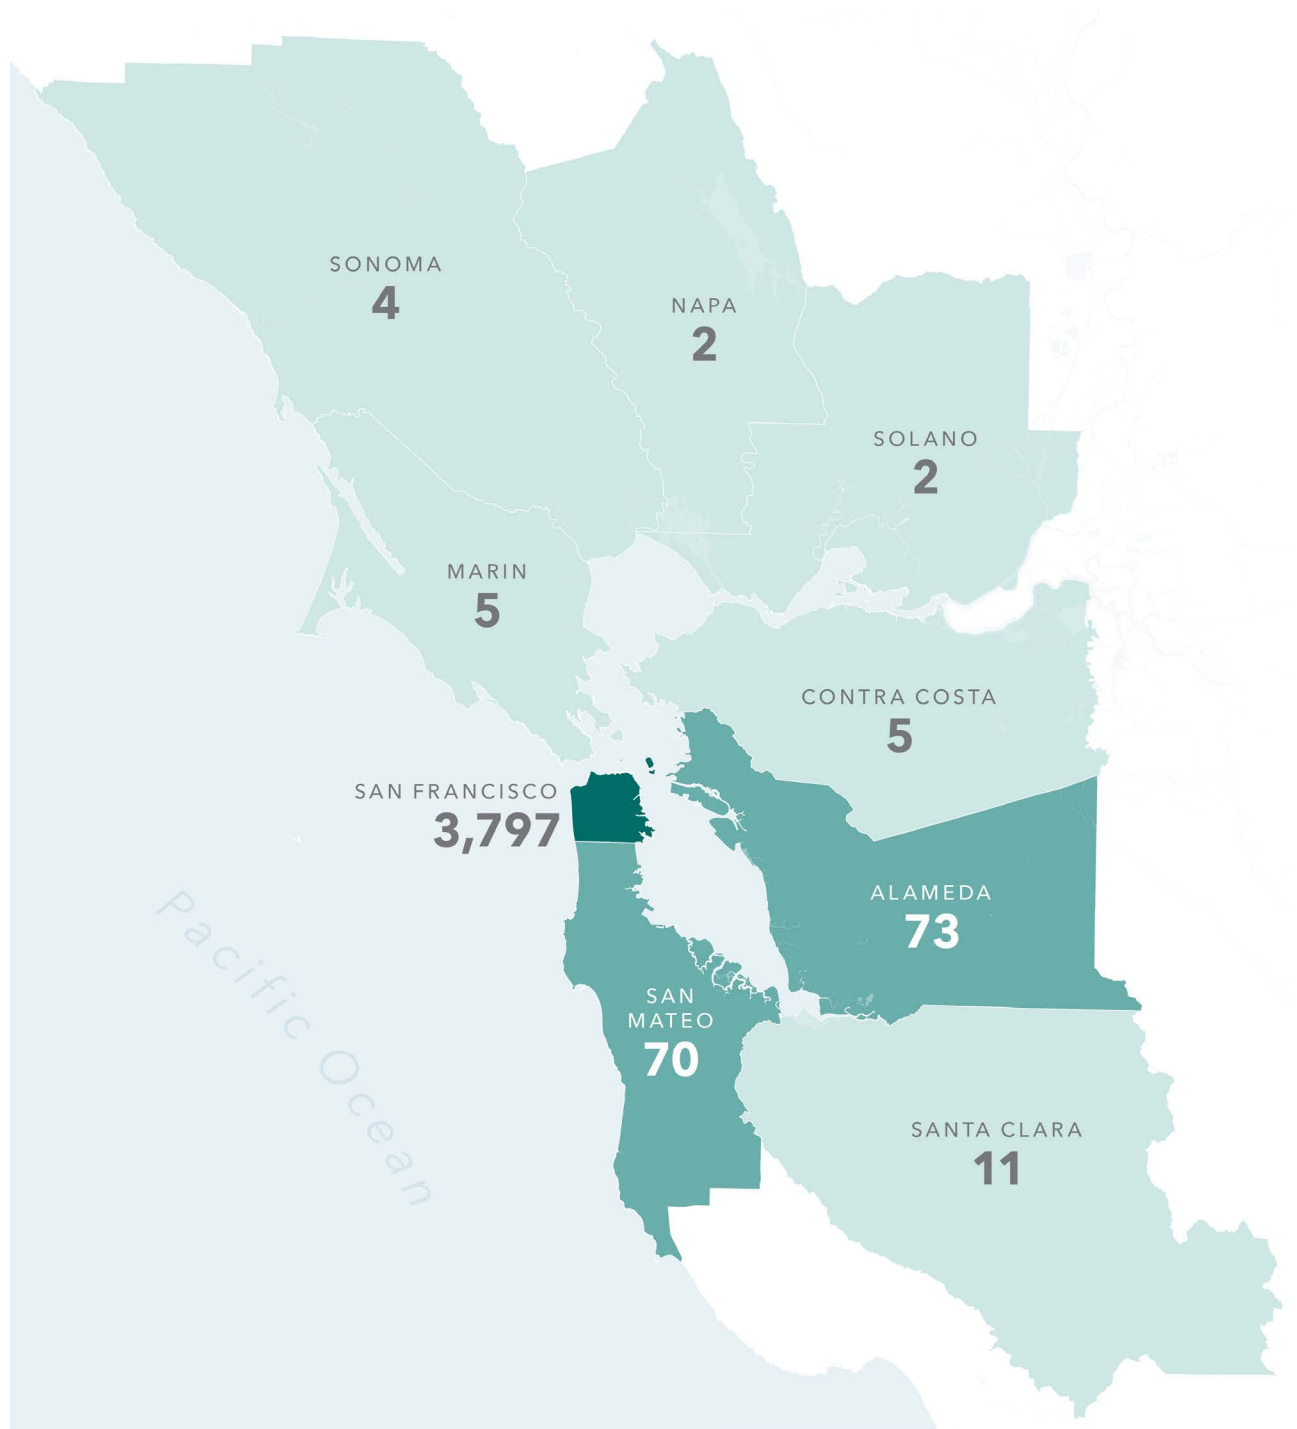 SONOMA
4
NAPA
2
SOLANO
2
MARIN
5
CONTRA COSTA
5
SAN FRANCISCO
3,797
ALAMEDA
73
Pacific Ocean
SAN
MATEO
70
SANTA CLARA
11